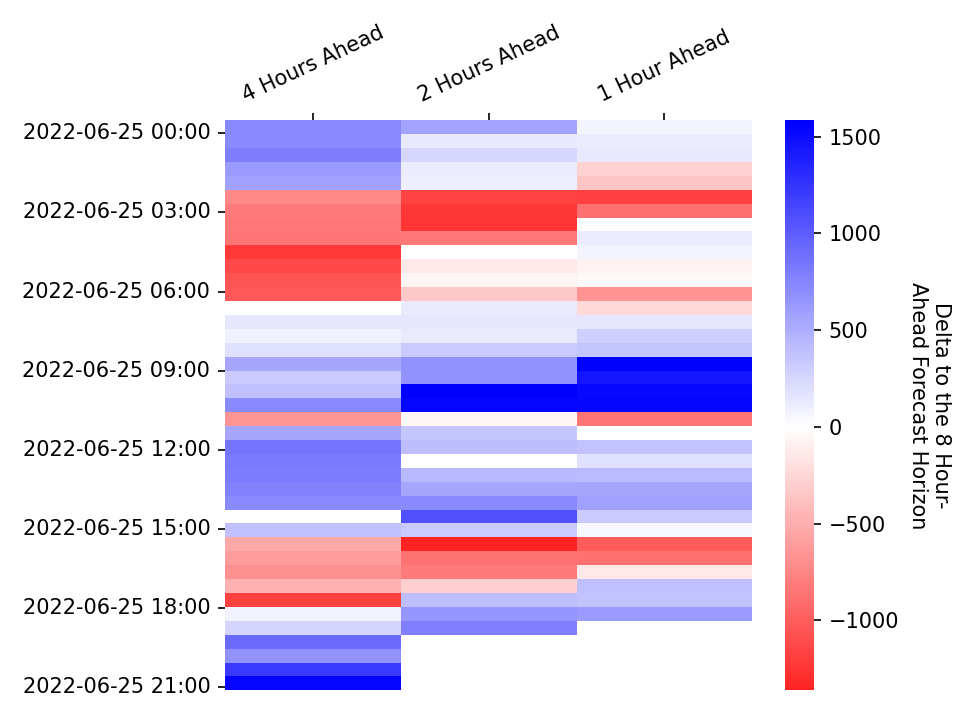 4 Hours Ahead
2 Hours Ahead
1 Hour Ahead
2022-06-25 00:00
2022-06-25 03:00
2022-06-25 06:00
2022-06-25 09:00
2022-06-25 12:00
2022-06-25 15:00
2022-06-25 18:00
2022-06-25 21:00
1500
1000
500
0
−500
−1000
Delta to the 8 Hour-
Ahead Forecast Horizon